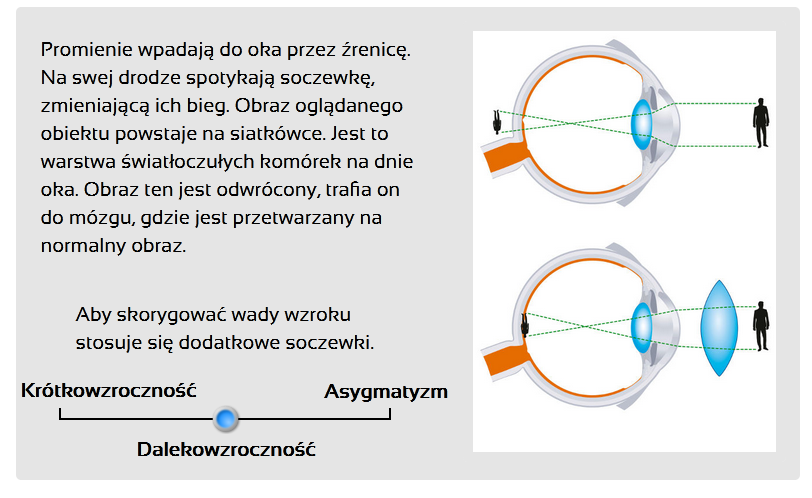 Promienie wpadają do oka przez źrenicę.
Na swej drodze spotykają soczewkę,
zmieniającą ich bieg. Obraz oglądanego
obiektu powstaje na siatkówce. Jest to
warstwa światłoczułych komórek na dnie
oka. Obraz ten jest odwrócony, trafia on
do mózgu, gdzie jest przetwarzany na
normalny obraz.
Aby skorygować wady wzroku
stosuje się dodatkowe soczewki.
Krótkowzroczność
Asygmatyzm
Dalekowzroczność